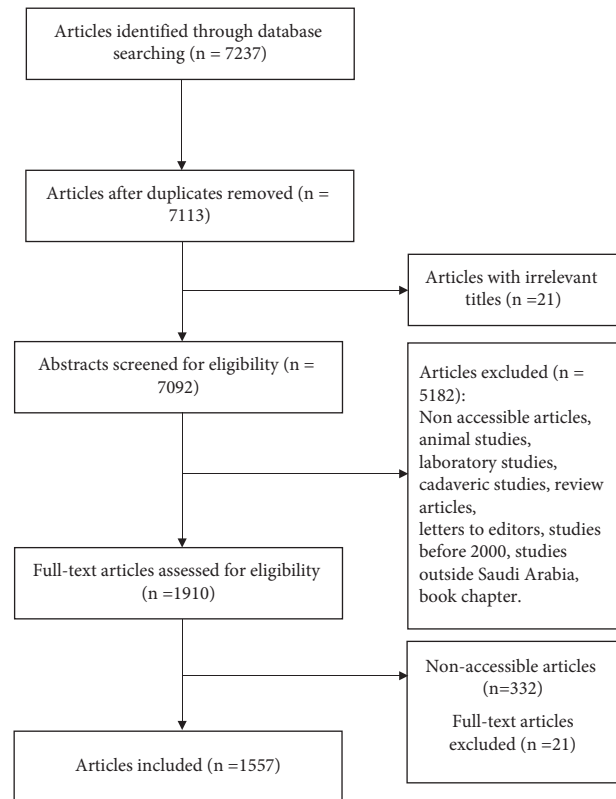 Articles identified through database
searching (n = 7237)
Articles after duplicates removed (n =
7113)
Articles with irrelevant
titles (n =21)
Abstracts screened for eligibility (n =
7092)
Articles excluded (n =
5182):
Non accessible articles,
animal studies,
laboratory studies,
cadaveric studies, review
articles,
letters to editors, studies
before 2000, studies
outside Saudi Arabia,
book chapter.
Full-text articles assessed for eligibility
(n =1910)
Non-accessible articles
(n=332)
Full-text articles
excluded (n =21)
Articles included (n =1557)